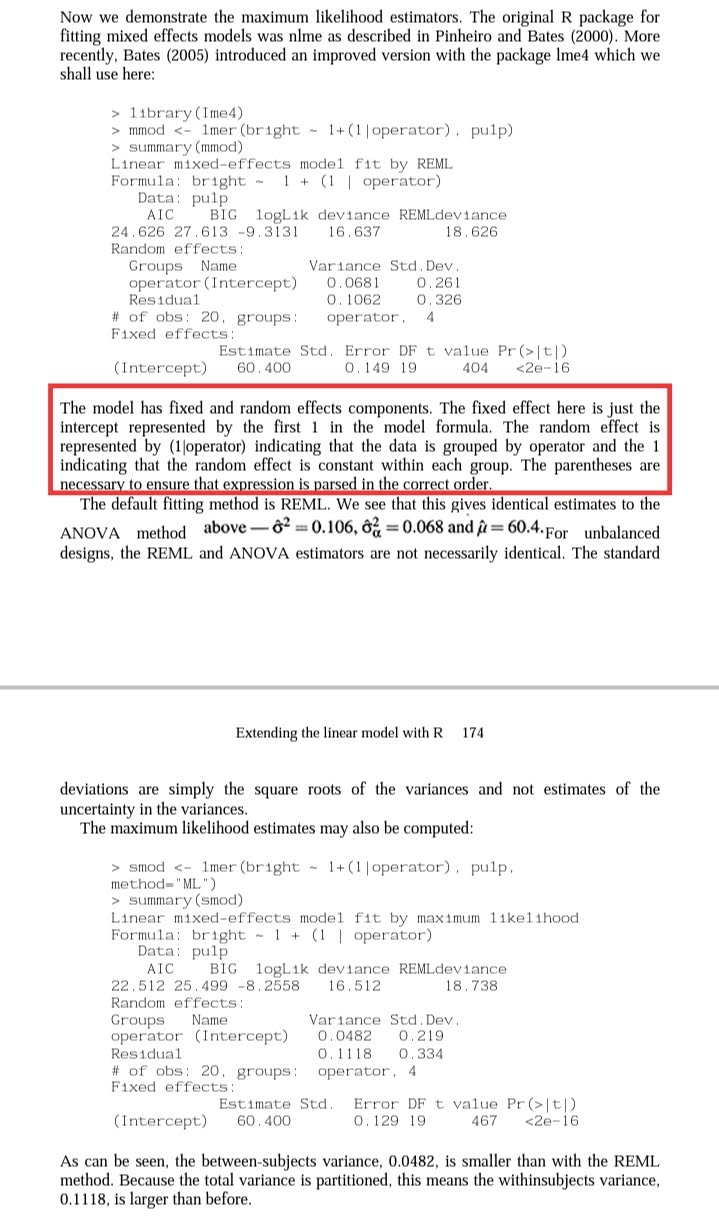 Now we demonstrate the maximum likelihood estimators. The original R package for
fitting mixed effects models was nlme as described in Pinheiro and Bates (2000). More
recently, Bates (2005) introduced an improved version with the package lme4 which we
shall use here:
> library(Ime4)
> mmod <- lmer(bright ~ 1+(1|operator), pulp)
> summary(mmod)
Linear mixed-effects model fit by REML
Formula: bright ~ 1 + (1 | operator)
Data: pulp
AIC BIG logLik deviance REMLdeviance
24.626 27.613 -9.3131 16.637 18.626
Random effects:
Groups Name Variance Std.Dev.
operator(Intercept) 0.0681 0.261
Residual 0.1062 0.326
# of obs: 20, groups: operator, 4
Fixed effects:
Estimate Std. Error DF t value Pr(>|t|)
(Intercept) 60.400 0.149 19 404 <2e-16
The model has fixed and random effects components. The fixed effect here is just the
intercept represented by the first 1 in the model formula. The random effect is
represented by (1|operator) indicating that the data is grouped by operator and the 1
indicating that the random effect is constant within each group. The parentheses are
necessary to ensure that expression is parsed in the correct order.
The default fitting method is REML. We see that this gives identical estimates to the
ANOVA method above — σ̂² = 0.106, σ̂²α = 0.068 and μ̂ = 60.4. For unbalanced
designs, the REML and ANOVA estimators are not necessarily identical. The standard
Extending the linear model with R 174
deviations are simply the square roots of the variances and not estimates of the
uncertainty in the variances.
The maximum likelihood estimates may also be computed:
> smod <- lmer(bright ~ 1+(1|operator), pulp,
method="ML")
> summary(smod)
Linear mixed-effects model fit by maximum likelihood
Formula: bright ~ 1 + (1 | operator)
Data: pulp
AIC BIG logLik deviance REMLdeviance
22.512 25.499 -8.2558 16.512 18.738
Random effects:
Groups Name Variance Std.Dev.
operator (Intercept) 0.0482 0.219
Residual 0.1118 0.334
# of obs: 20, groups: operator, 4
Fixed effects:
Estimate Std. Error DF t value Pr(>|t|)
(Intercept) 60.400 0.129 19 467 <2e-16
As can be seen, the between-subjects variance, 0.0482, is smaller than with the REML
method. Because the total variance is partitioned, this means the withinsubjects variance,
0.1118, is larger than before.